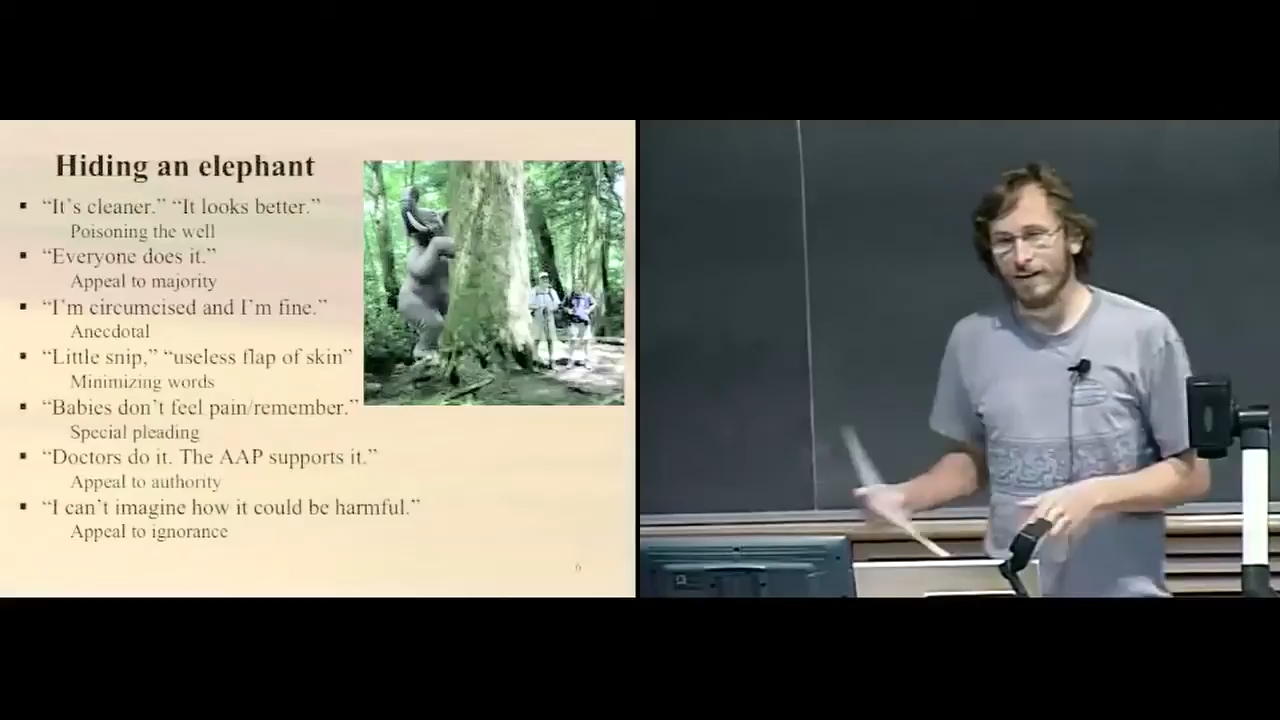 Hiding an elephant
▪ “It’s cleaner.” “It looks better.”
Poisoning the well
▪ “Everyone does it.”
Appeal to majority
▪ “I’m circumcised and I’m fine.”
Anecdotal
▪ “Little snip,” “useless flap of skin”
Minimizing words
▪ “Babies don’t feel pain/remember.”
Special pleading
▪ “Doctors do it. The AAP supports it.”
Appeal to authority
▪ “I can’t imagine how it could be harmful.”
Appeal to ignorance
6